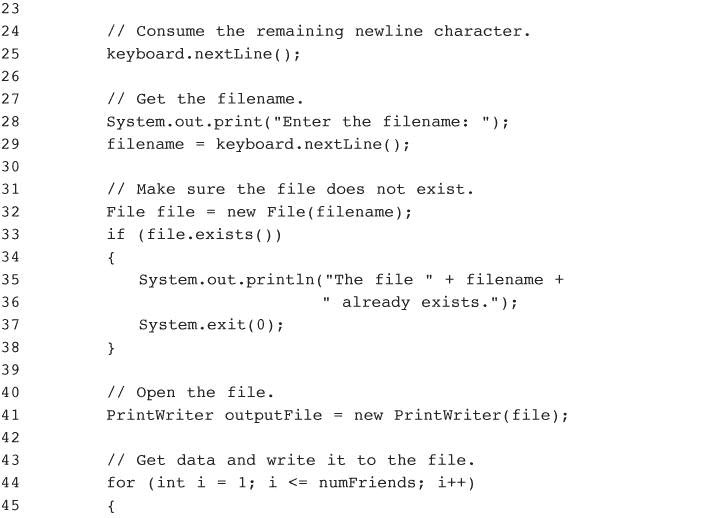 23
24 // Consume the remaining newline character.
25 keyboard.nextLine();
26
27 // Get the filename.
28 System.out.print("Enter the filename: ");
29 filename = keyboard.nextLine();
30
31 // Make sure the file does not exist.
32 File file = new File(filename);
33 if (file.exists())
34 {
35 System.out.println("The file " + filename +
36 " already exists.");
37 System.exit(0);
38 }
39
40 // Open the file.
41 PrintWriter outputFile = new PrintWriter(file);
42
43 // Get data and write it to the file.
44 for (int i = 1; i <= numFriends; i++)
45 {